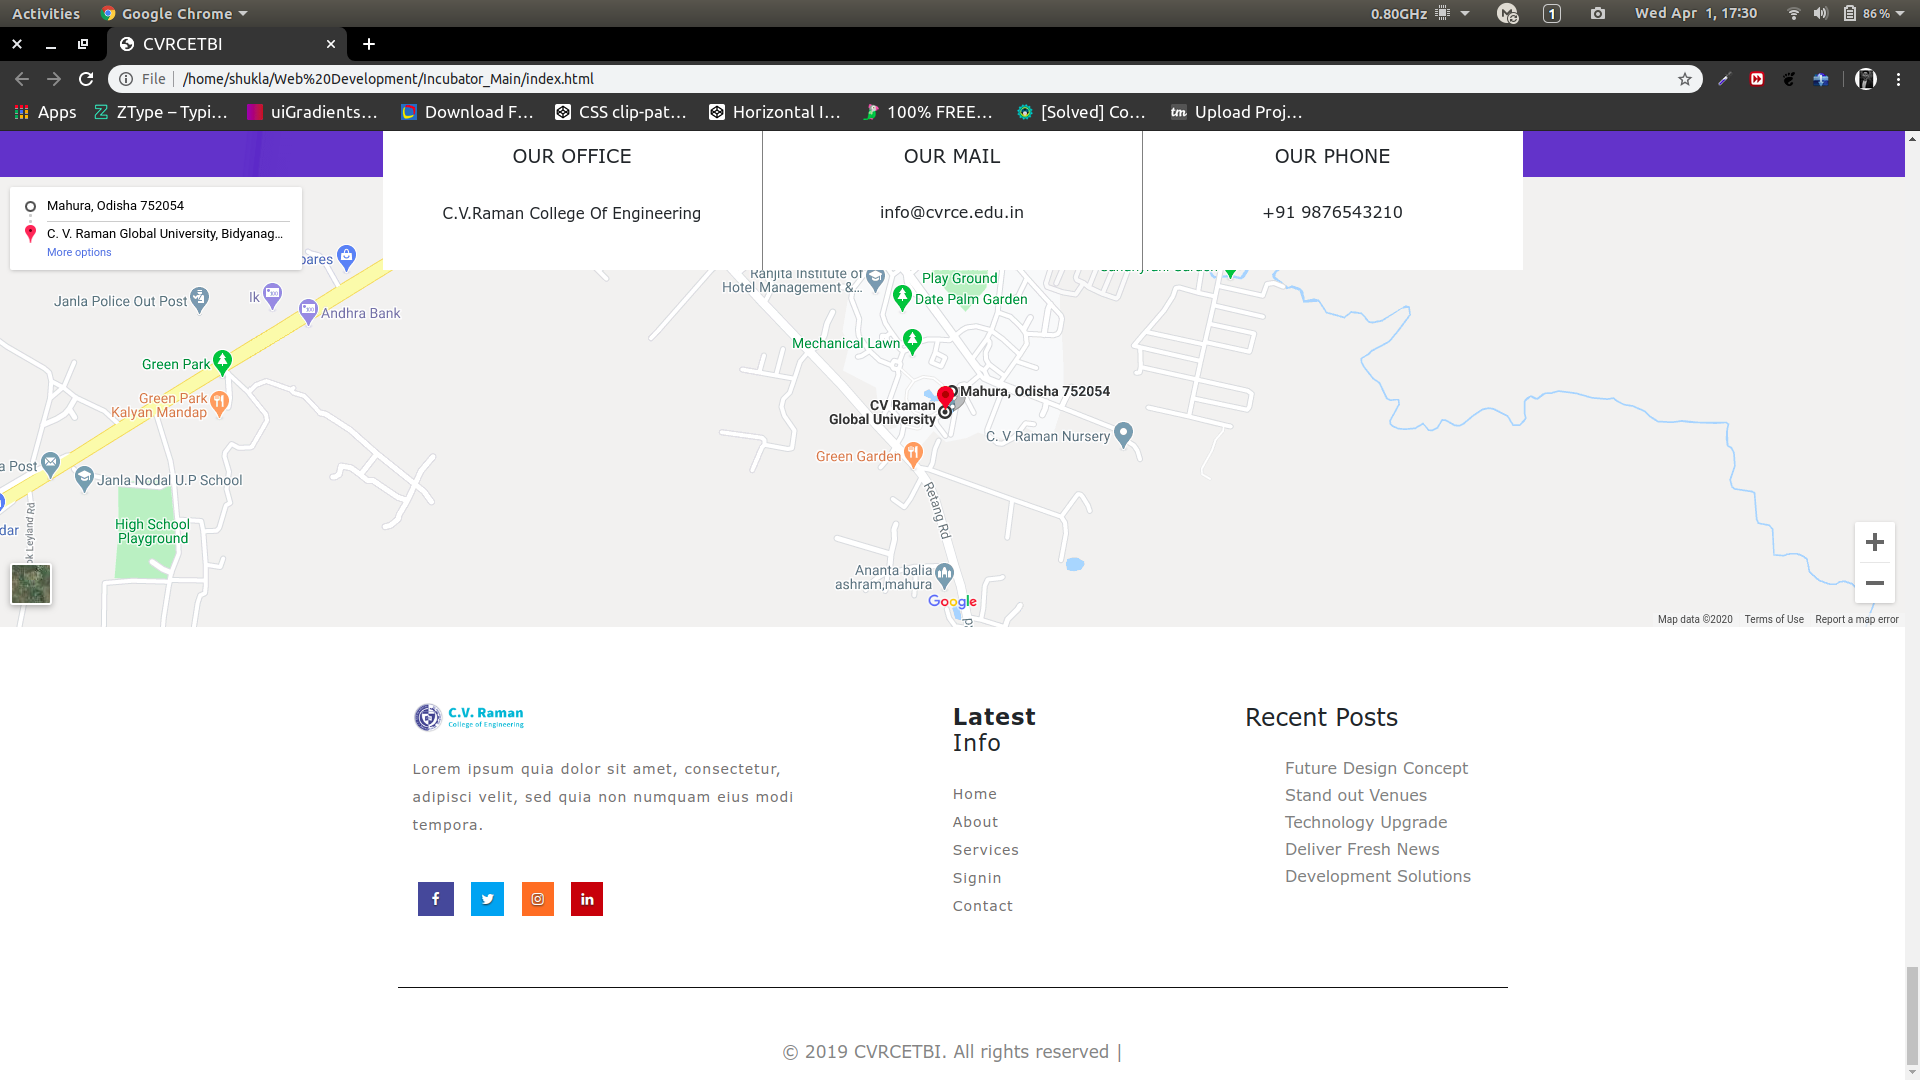 Activities
Google Chrome
0.80GHz
1
Wed Apr 1, 17:30
86 %
CVRCETBI
File
/home/shukla/Web%20Development/Incubator_Main/index.html
Apps
ZType – Typi…
uiGradients…
Download F…
CSS clip-pat…
Horizontal I…
100% FREE…
[Solved] Co…
tm
Upload Proj…
OUR OFFICE
C.V.Raman College Of Engineering
OUR MAIL
info@cvrce.edu.in
OUR PHONE
+91 9876543210
Mahura, Odisha 752054
C. V. Raman Global University, Bidyanag…
More options
Janla Police Out Post
Ik
Andhra Bank
Green Park
Green Park
Kalyan Mandap
a Post
Janla Nodal U.P School
dar
High School
Playground
Ranjita Institute of
Hotel Management &…
Play Ground
Date Palm Garden
Mechanical Lawn
Mahura, Odisha 752054
CV Raman
Global University
C. V Raman Nursery
Green Garden
Retang Rd
Ananta balia
ashram,mahura
Google
Map data ©2020
Terms of Use
Report a map error
C.V. Raman
College of Engineering
Lorem ipsum quia dolor sit amet, consectetur,
adipisci velit, sed quia non numquam eius modi
tempora.
Latest
Info
Home
About
Services
Signin
Contact
Recent Posts
Future Design Concept
Stand out Venues
Technology Upgrade
Deliver Fresh News
Development Solutions
© 2019 CVRCETBI. All rights reserved |